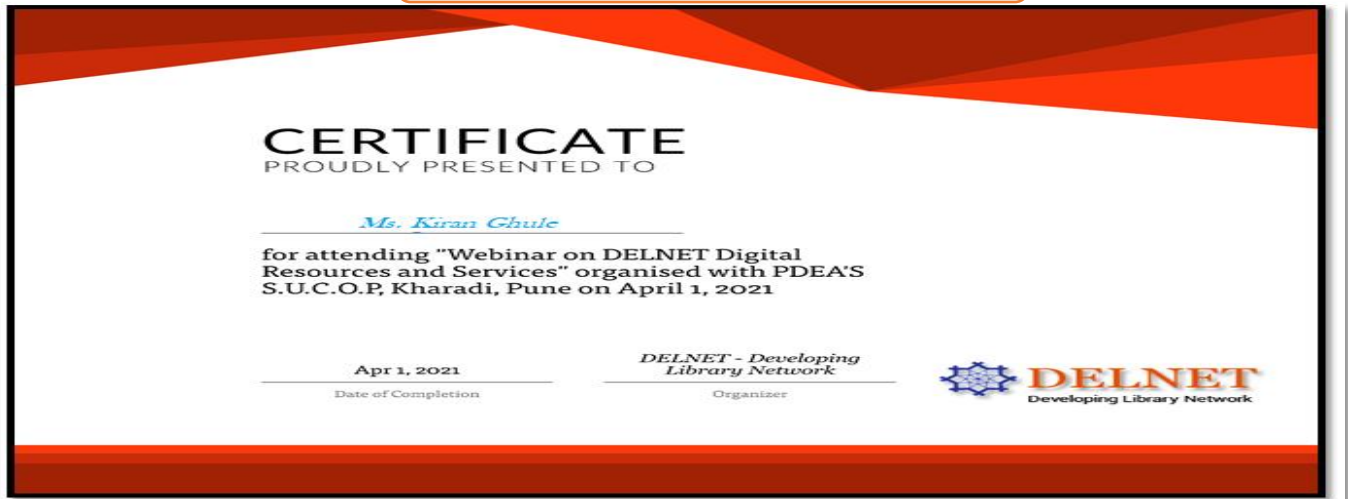 CERTIFICATE
PROUDLY PRESENTED TO
Ms. Kiran Ghule
for attending "Webinar on DELNET Digital
Resources and Services" organised with PDEA'S
S.U.C.O.P, Kharadi, Pune on April 1, 2021
Apr 1, 2021
Date of Completion
DELNET - Developing
Library Network
Organizer
DELNET
Developing Library Network